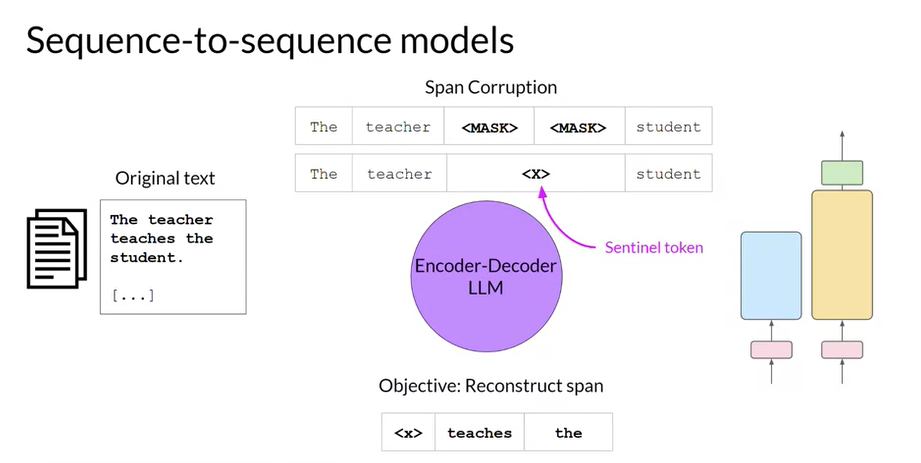 Sequence-to-sequence models
Span Corruption
The teacher <MASK> <MASK> student
The teacher <X> student
Original text
The teacher
teaches the
student.
[...]
Sentinel token
Encoder-Decoder
LLM
Objective: Reconstruct span
<x> teaches the